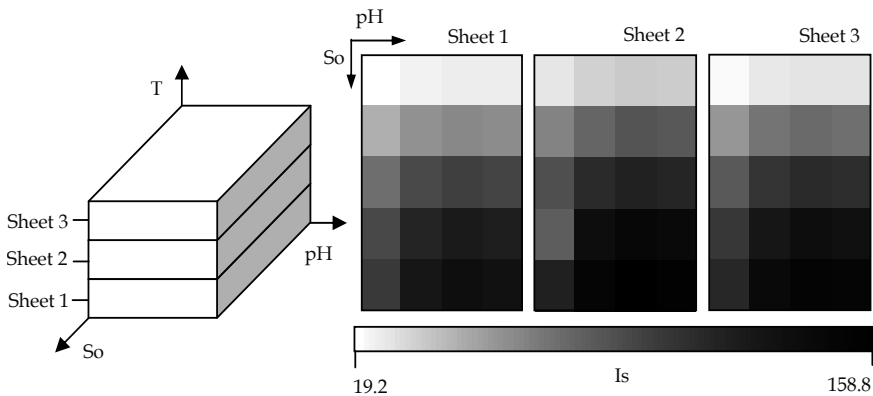 T
Sheet 3
Sheet 2
Sheet 1
pH
So
pH
So
Sheet 1
Sheet 2
Sheet 3
19.2
Is
158.8